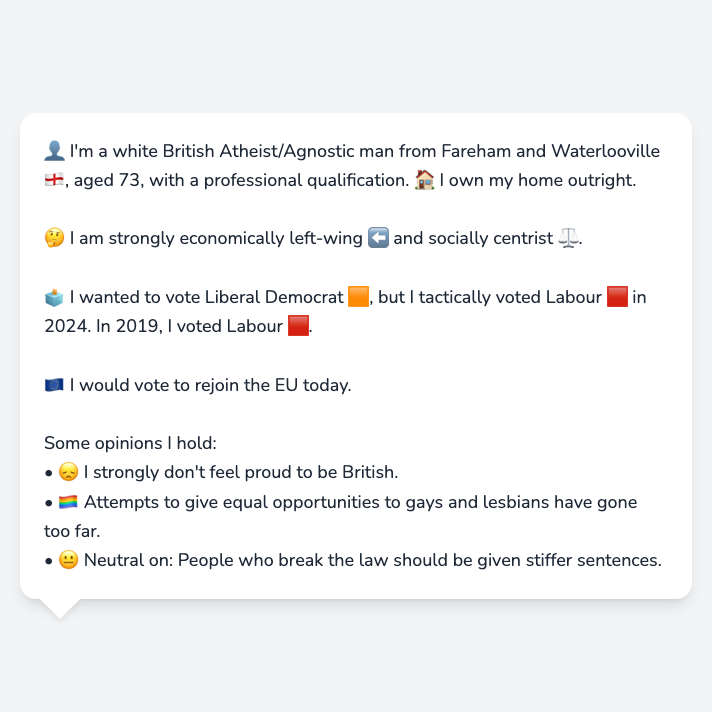 👤 I'm a white British Atheist/Agnostic man from Fareham and Waterlooville
🏴󠁧󠁢󠁥󠁮󠁧󠁿, aged 73, with a professional qualification. 🏠 I own my home outright.
🤔 I am strongly economically left-wing ⬅️ and socially centrist ⚖️.
🗳️ I wanted to vote Liberal Democrat 🟧, but I tactically voted Labour 🟥 in
2024. In 2019, I voted Labour 🟥.
🇪🇺 I would vote to rejoin the EU today.
Some opinions I hold:
• 😞 I strongly don't feel proud to be British.
• 🏳️‍🌈 Attempts to give equal opportunities to gays and lesbians have gone
too far.
• 😐 Neutral on: People who break the law should be given stiffer sentences.